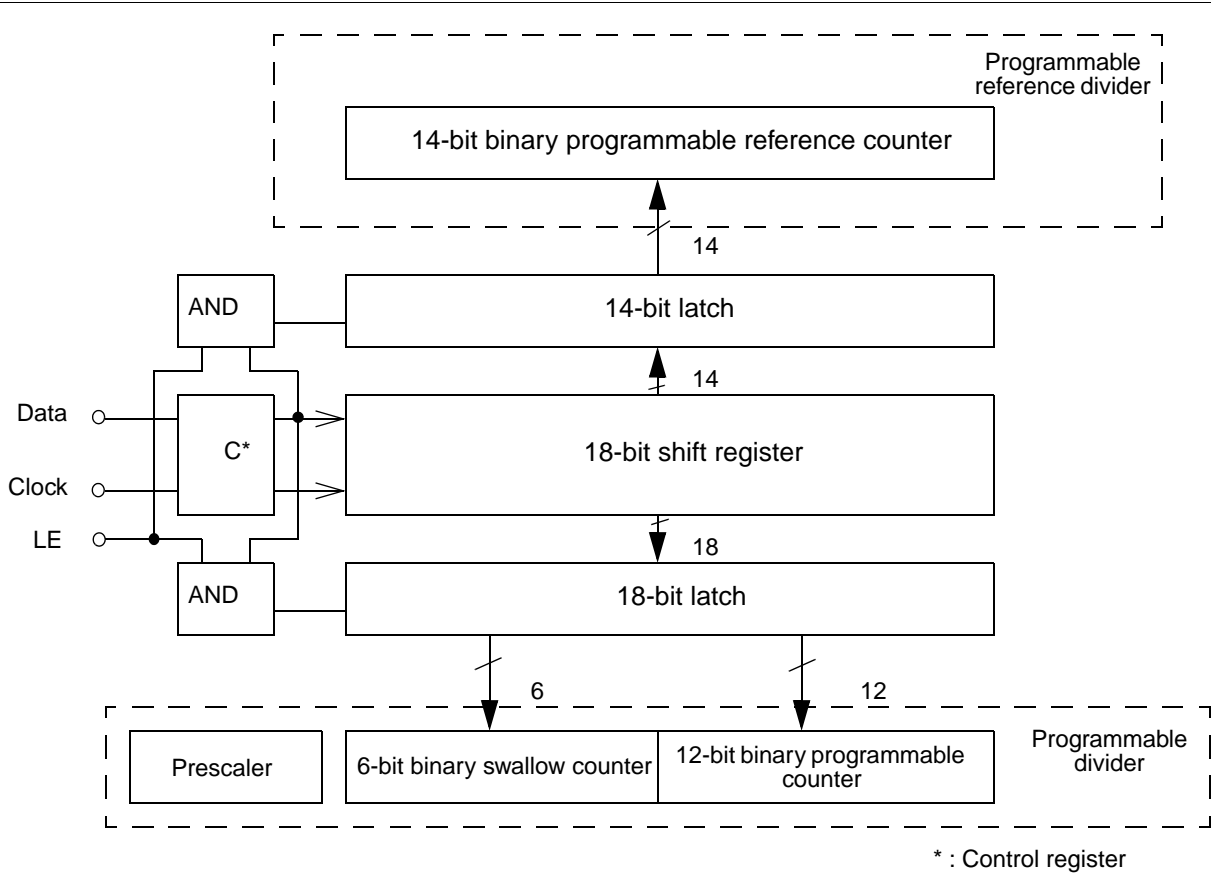 Programmable
reference divider
14-bit binary programmable reference counter
14
AND
14-bit latch
14
Data
C*
18-bit shift register
Clock
LE
18
AND
18-bit latch
6
12
Prescaler
6-bit binary swallow counter
12-bit binary programmable
counter
Programmable
divider
* : Control register